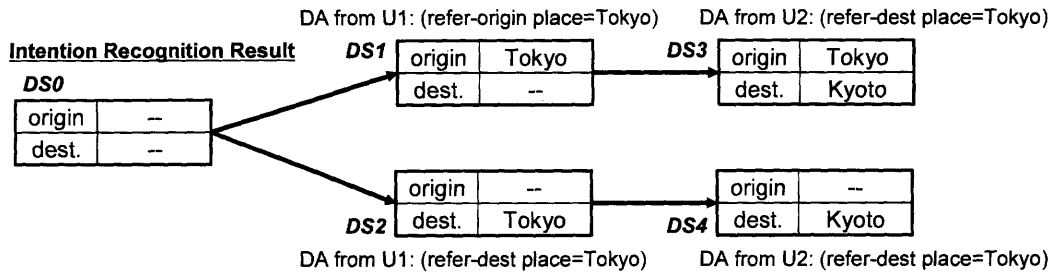 DA from U1: (refer-origin place=Tokyo) DA from U2: (refer-dest place=Tokyo)
Intention Recognition Result
DS1 origin Tokyo DS3 origin Tokyo
dest. -- dest. Kyoto
DS0
origin --
dest. --
origin -- origin --
DS2 dest. Tokyo DS4 dest. Kyoto
DA from U1: (refer-dest place=Tokyo) DA from U2: (refer-dest place=Tokyo)